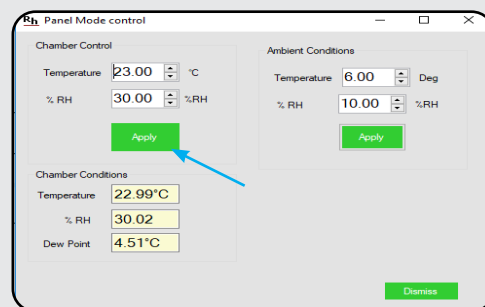 Rh Panel Mode control
Chamber Control
Temperature 23.00 °C
% RH 30.00 %RH
Apply
Chamber Conditions
Temperature 22.99°C
% RH 30.02
Dew Point 4.51°C
Ambient Conditions
Temperature 6.00 Deg
% RH 10.00 %RH
Apply
Dismiss